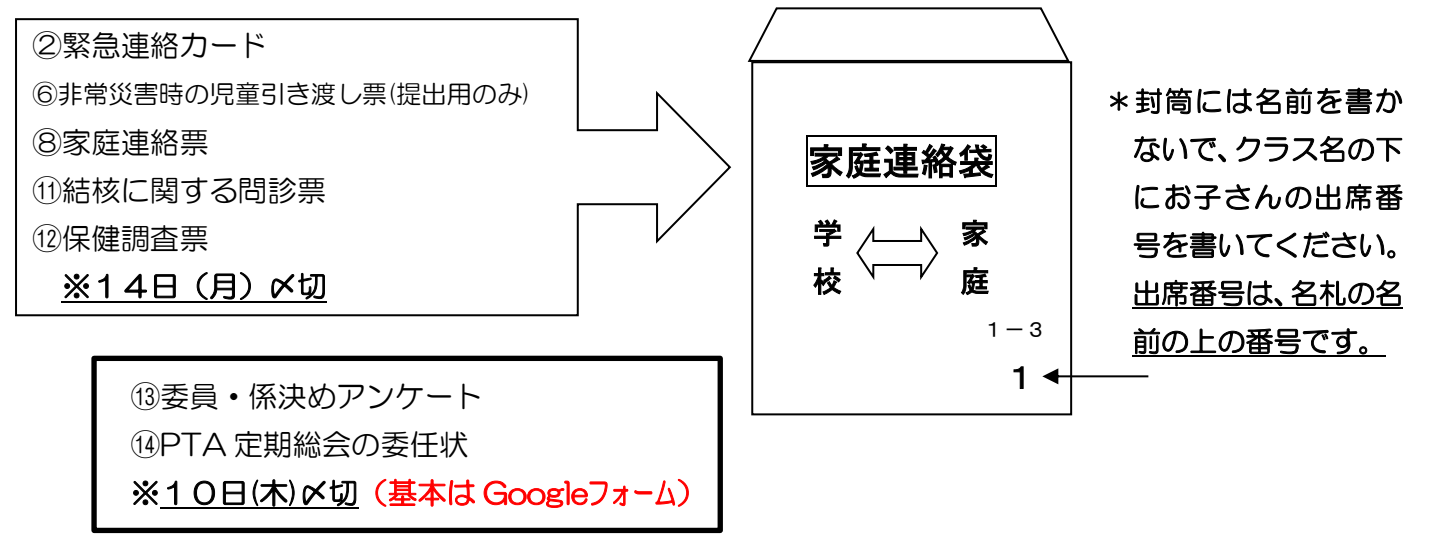 ②緊急連絡カード
⑥非常災害時の児童引き渡し票(提出用のみ)
⑧家庭連絡票
⑪結核に関する問診票
⑫保健調査票
※14日(月)〆切
⑬委員・係決めアンケート
⑭PTA定期総会の委任状
※10日(木)〆切(基本はGoogleフォーム)
家庭連絡袋
学校
家庭
1-3
1
*封筒には名前を書か
ないで、クラス名の下
にお子さんの出席番
号を書いてください。
出席番号は、名札の名
前の上の番号です。